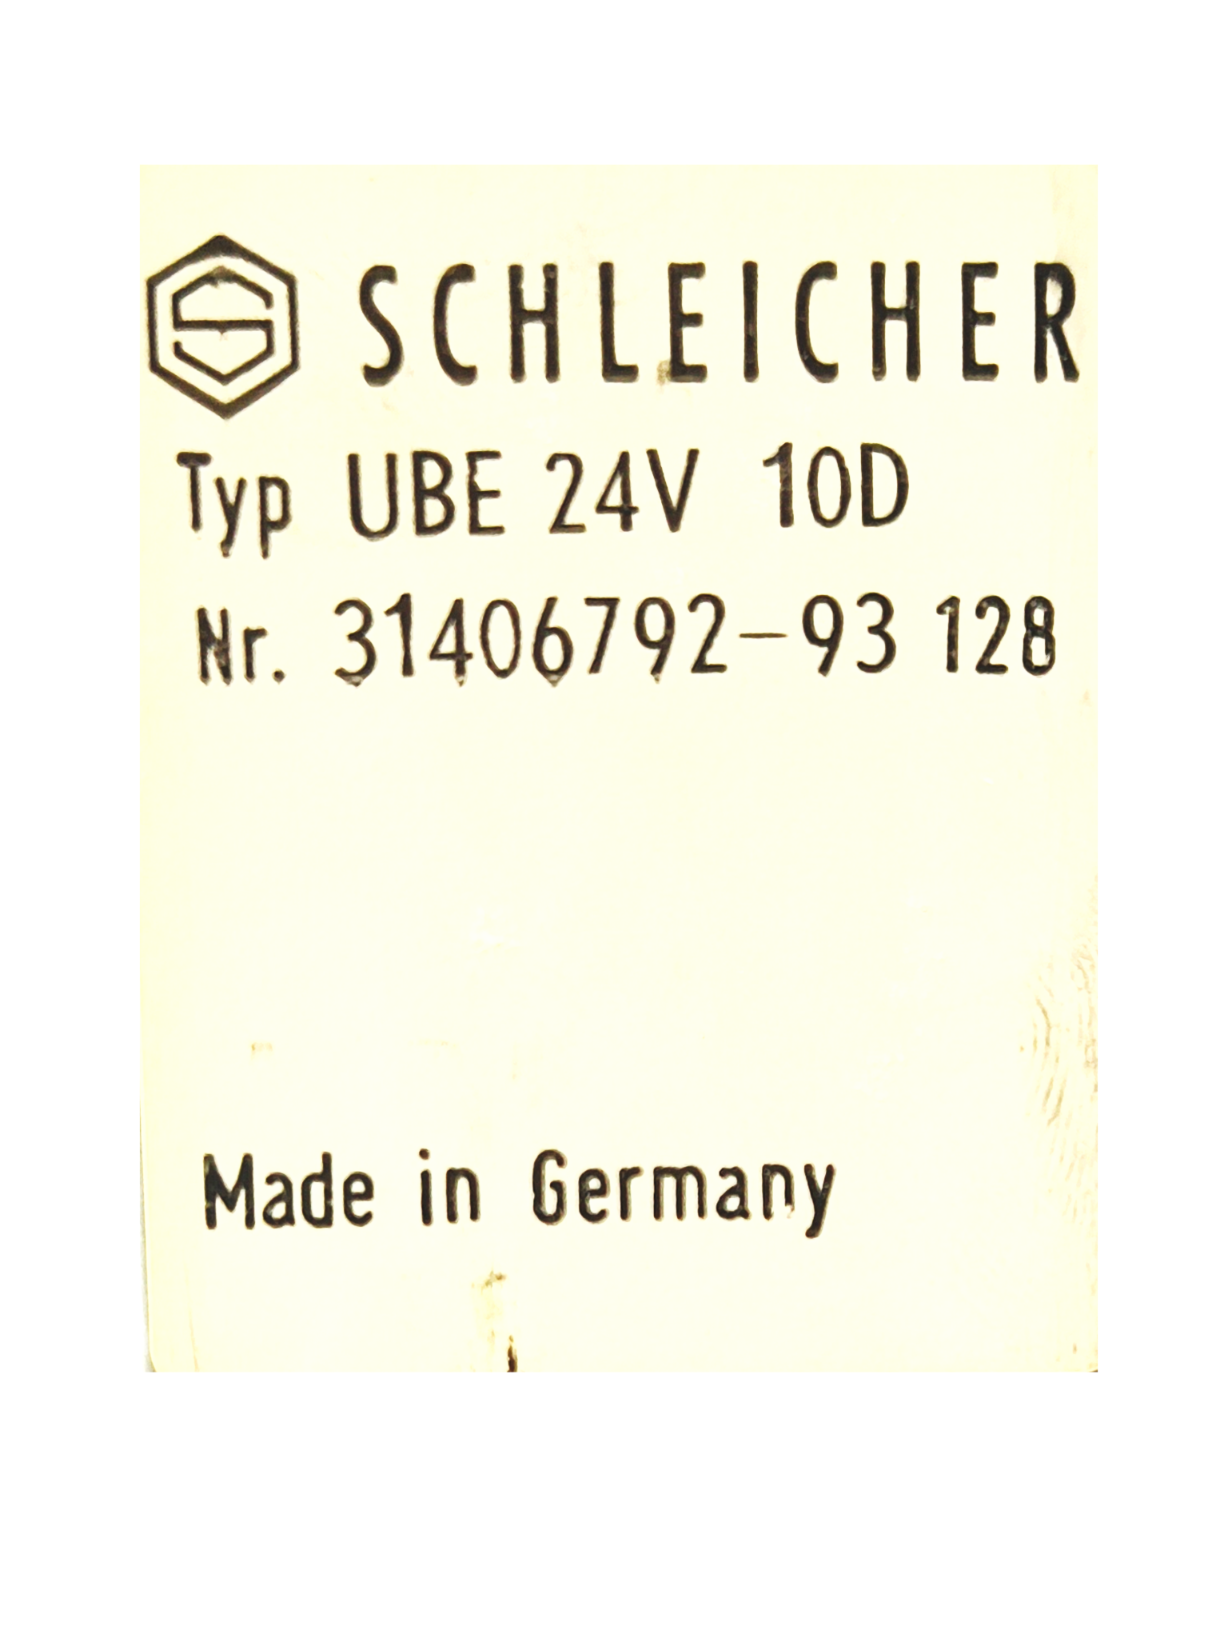 SCHLEICHER
Typ UBE 24V 10D
Nr. 31406792-93 128
Made in Germany